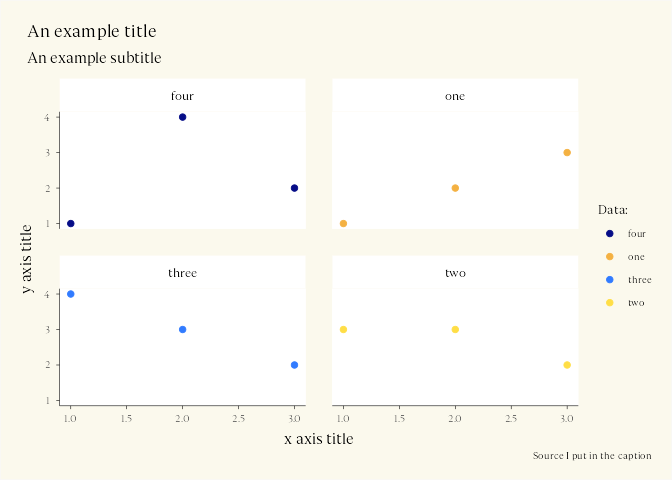 An example title
An example subtitle
four
one
4
3
2
1
three
two
4
3
2
1
1.0 1.5 2.0 2.5 3.0
1.0 1.5 2.0 2.5 3.0
y axis title
x axis title
Data:
four
one
three
two
Source I put in the caption